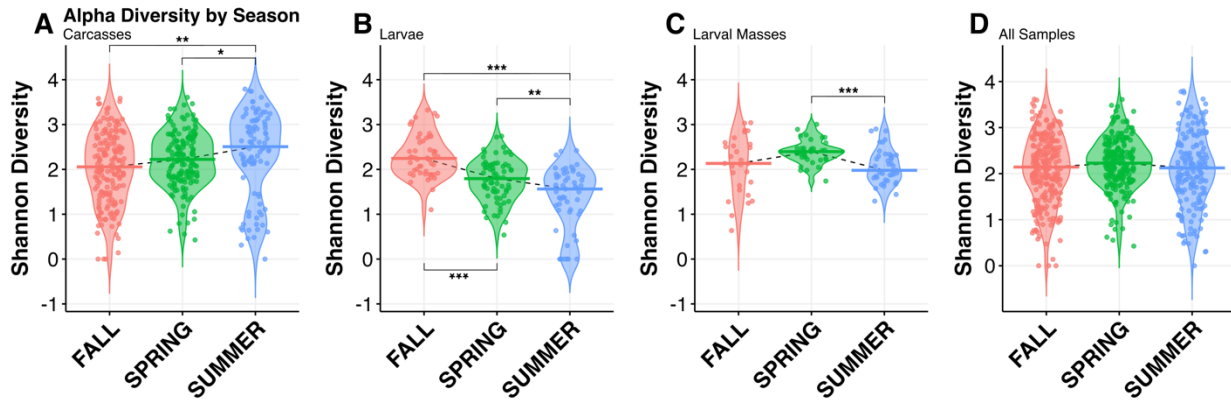 Alpha Diversity by Season
A
Carcasses
Shannon Diversity
4
3
2
1
0
-1
**
*
FALL
SPRING
SUMMER
B
Larvae
Shannon Diversity
4
3
2
1
0
-1
***
**
***
FALL
SPRING
SUMMER
C
Larval Masses
Shannon Diversity
4
3
2
1
0
-1
***
FALL
SPRING
SUMMER
D
All Samples
Shannon Diversity
4
3
2
1
0
FALL
SPRING
SUMMER